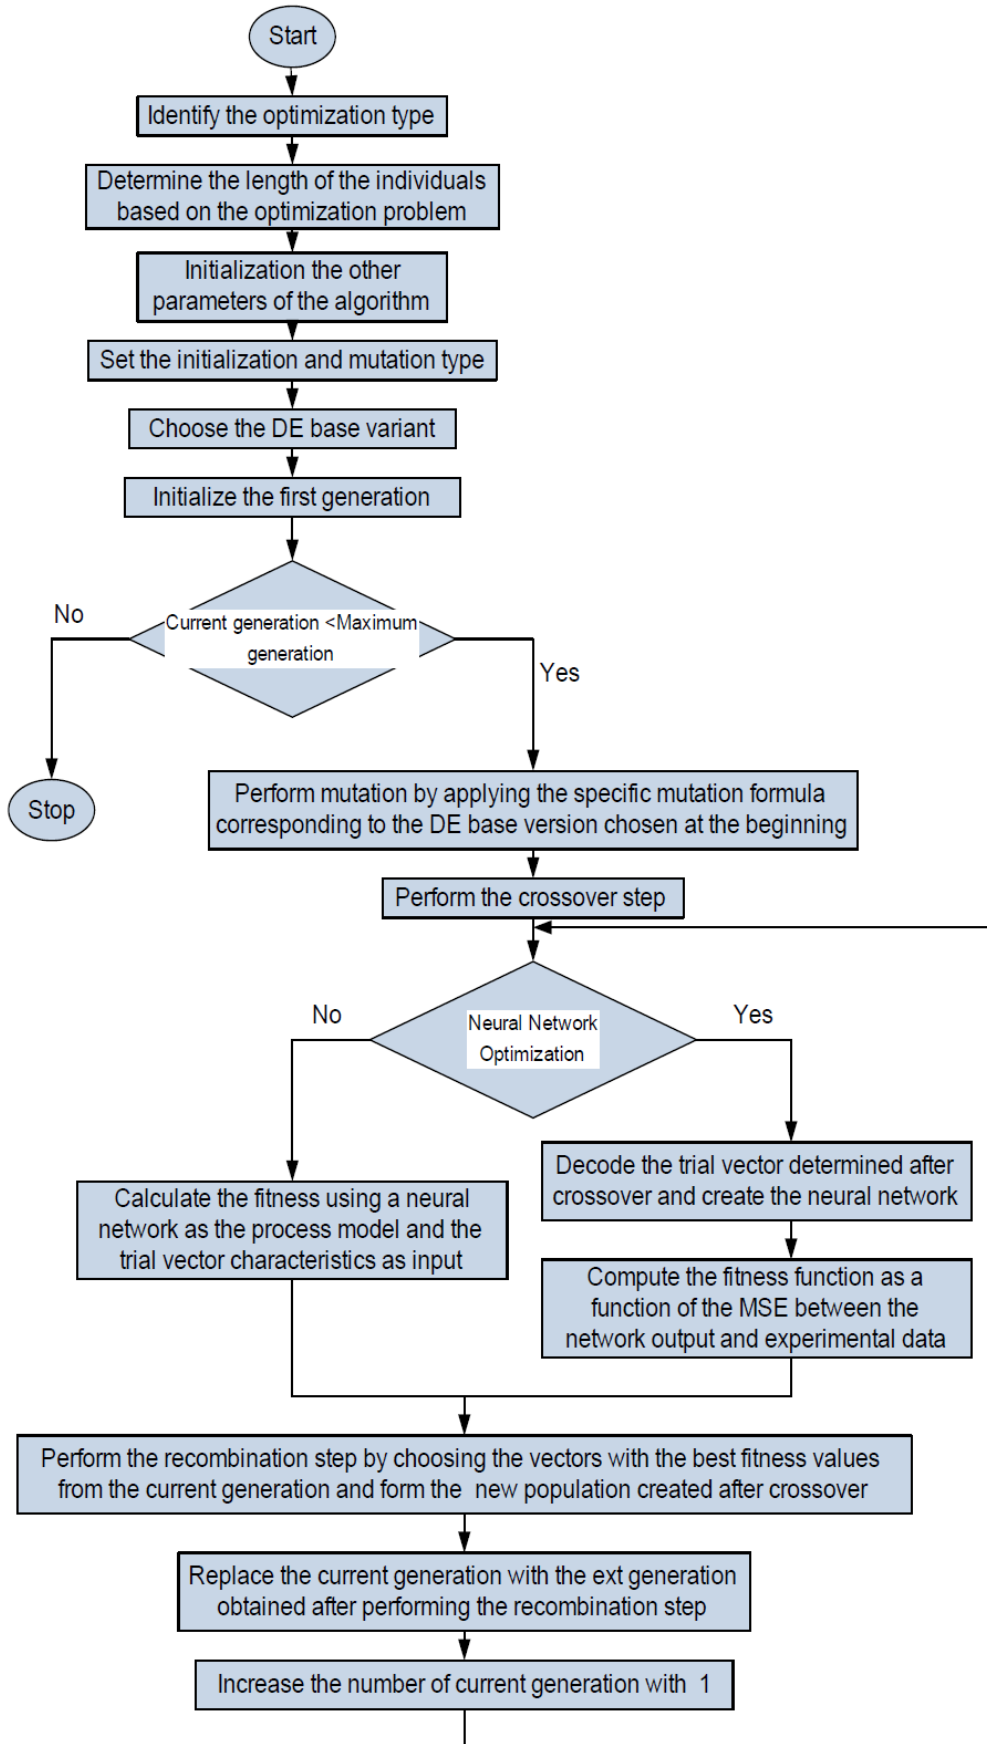 Start
Identify the optimization type
Determine the length of the individuals
based on the optimization problem
Initialization the other
parameters of the algorithm
Set the initialization and mutation type
Choose the DE base variant
Initialize the first generation
No
Current generation <Maximum
generation
Yes
Stop
Perform mutation by applying the specific mutation formula
corresponding to the DE base version chosen at the beginning
Perform the crossover step
No
Neural Network
Optimization
Yes
Calculate the fitness using a neural
network as the process model and the
trial vector characteristics as input
Decode the trial vector determined after
crossover and create the neural network
Compute the fitness function as a
function of the MSE between the
network output and experimental data
Perform the recombination step by choosing the vectors with the best fitness values
from the current generation and form the new population created after crossover
Replace the current generation with the ext generation
obtained after performing the recombination step
Increase the number of current generation with 1